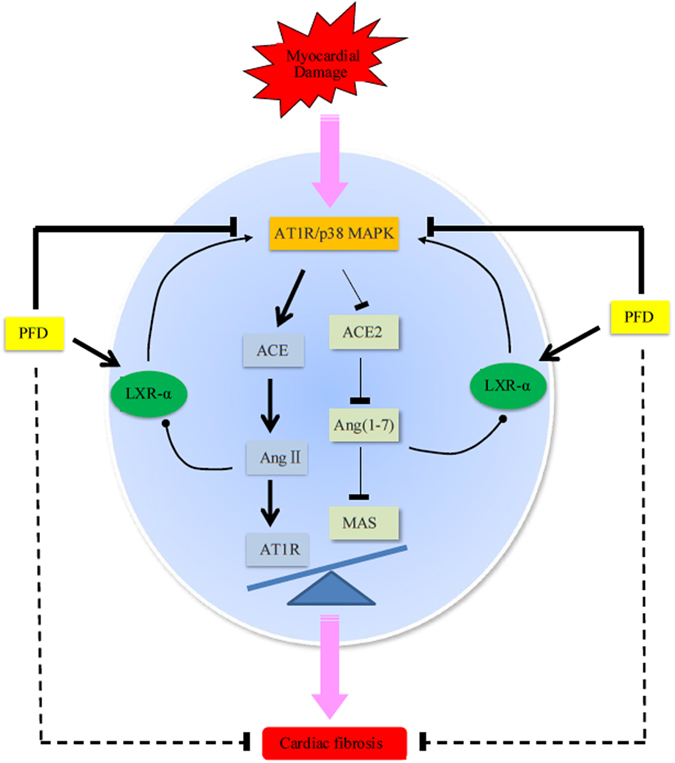 Myocardial
Damage
AT1R/p38 MAPK
PFD
PFD
ACE
ACE2
LXR-α
LXR-α
Ang(1-7)
Ang Ⅱ
MAS
AT1R
Cardiac fibrosis